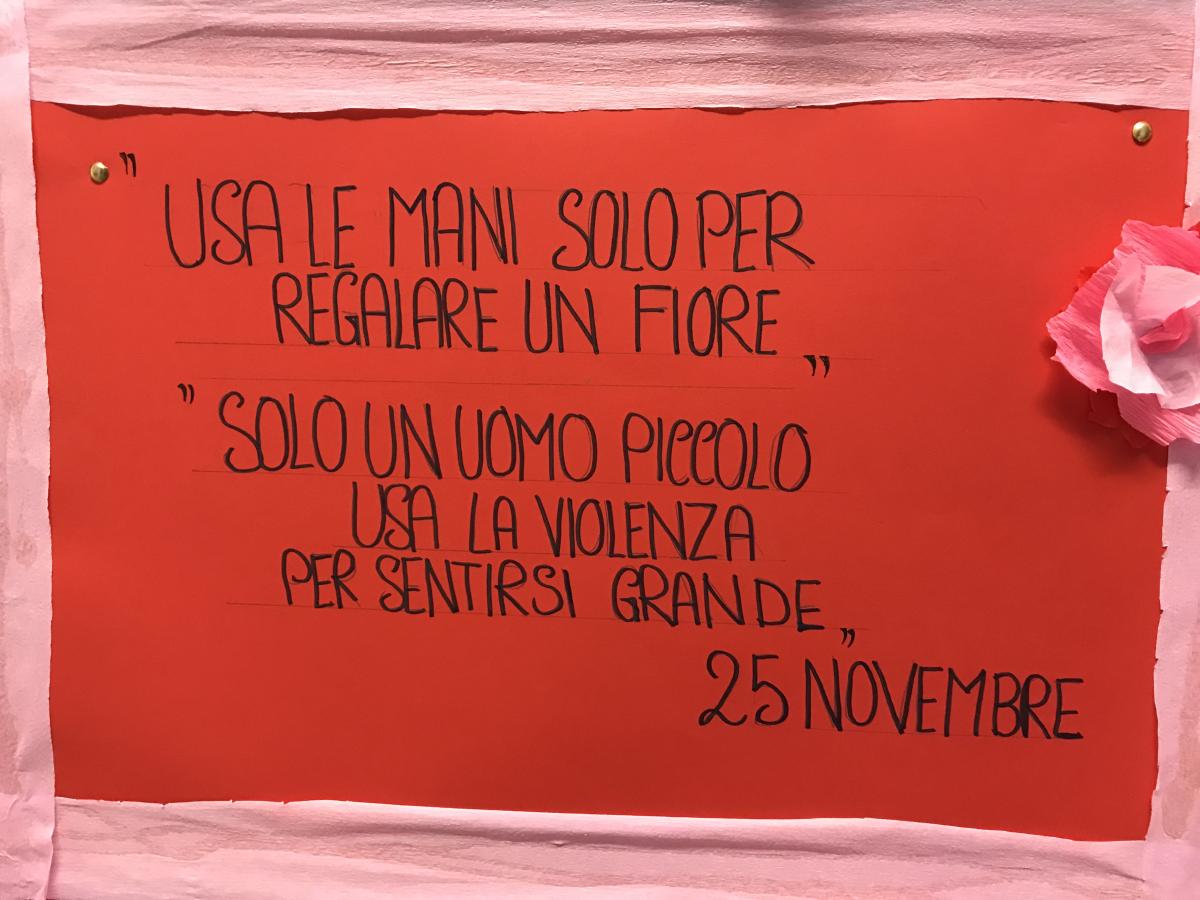 " USA LE MANI SOLO PER
REGALARE UN FIORE "
" SOLO UN UOMO PICCOLO
USA LA VIOLENZA
PER SENTIRSI GRANDE "
25 NOVEMBRE